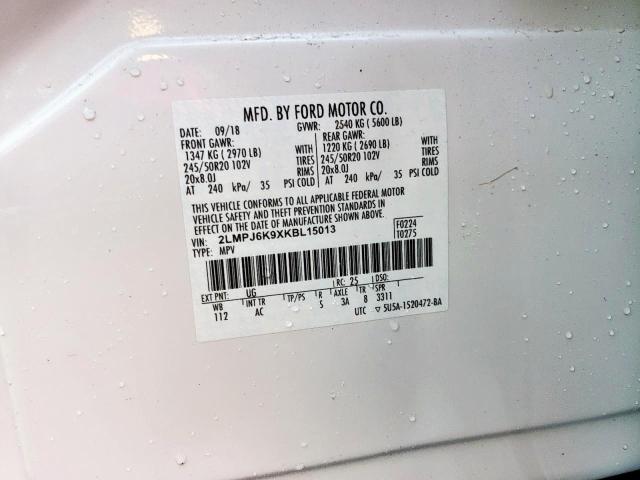 MFD. BY FORD MOTOR CO.
DATE: 09/18 GVWR: 2540 KG ( 5600 LB)
FRONT GAWR: REAR GAWR:
1347 KG ( 2970 LB) WITH 1220 KG ( 2690 LB) WITH
245/50R20 102V TIRES 245/50R20 102V TIRES
20x8.0J RIMS 20x8.0J RIMS
AT 240 kPa/ 35 PSI COLD AT 240 kPa/ 35 PSI COLD
THIS VEHICLE CONFORMS TO ALL APPLICABLE FEDERAL MOTOR
VEHICLE SAFETY AND THEFT PREVENTION STANDARDS IN
EFFECT ON THE DATE OF MANUFACTURE SHOWN ABOVE.
VIN: 2LMPJ6K9XKBL15013 F0224
TYPE: MPV T0275
EXT PNT: UG RC: 25 DSO:
WB INT TR TP/PS R AXLE TR SPR
112 AC S 3A 8 3311
UTC ▽ 5U5A-1520472-BA